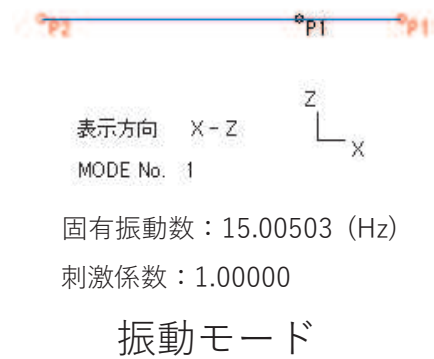 P2 P1 P1
Z
表示方向 X-Z
X
MODE No. 1
固有振動数：15.00503 (Hz)
刺激係数：1.00000
振動モード